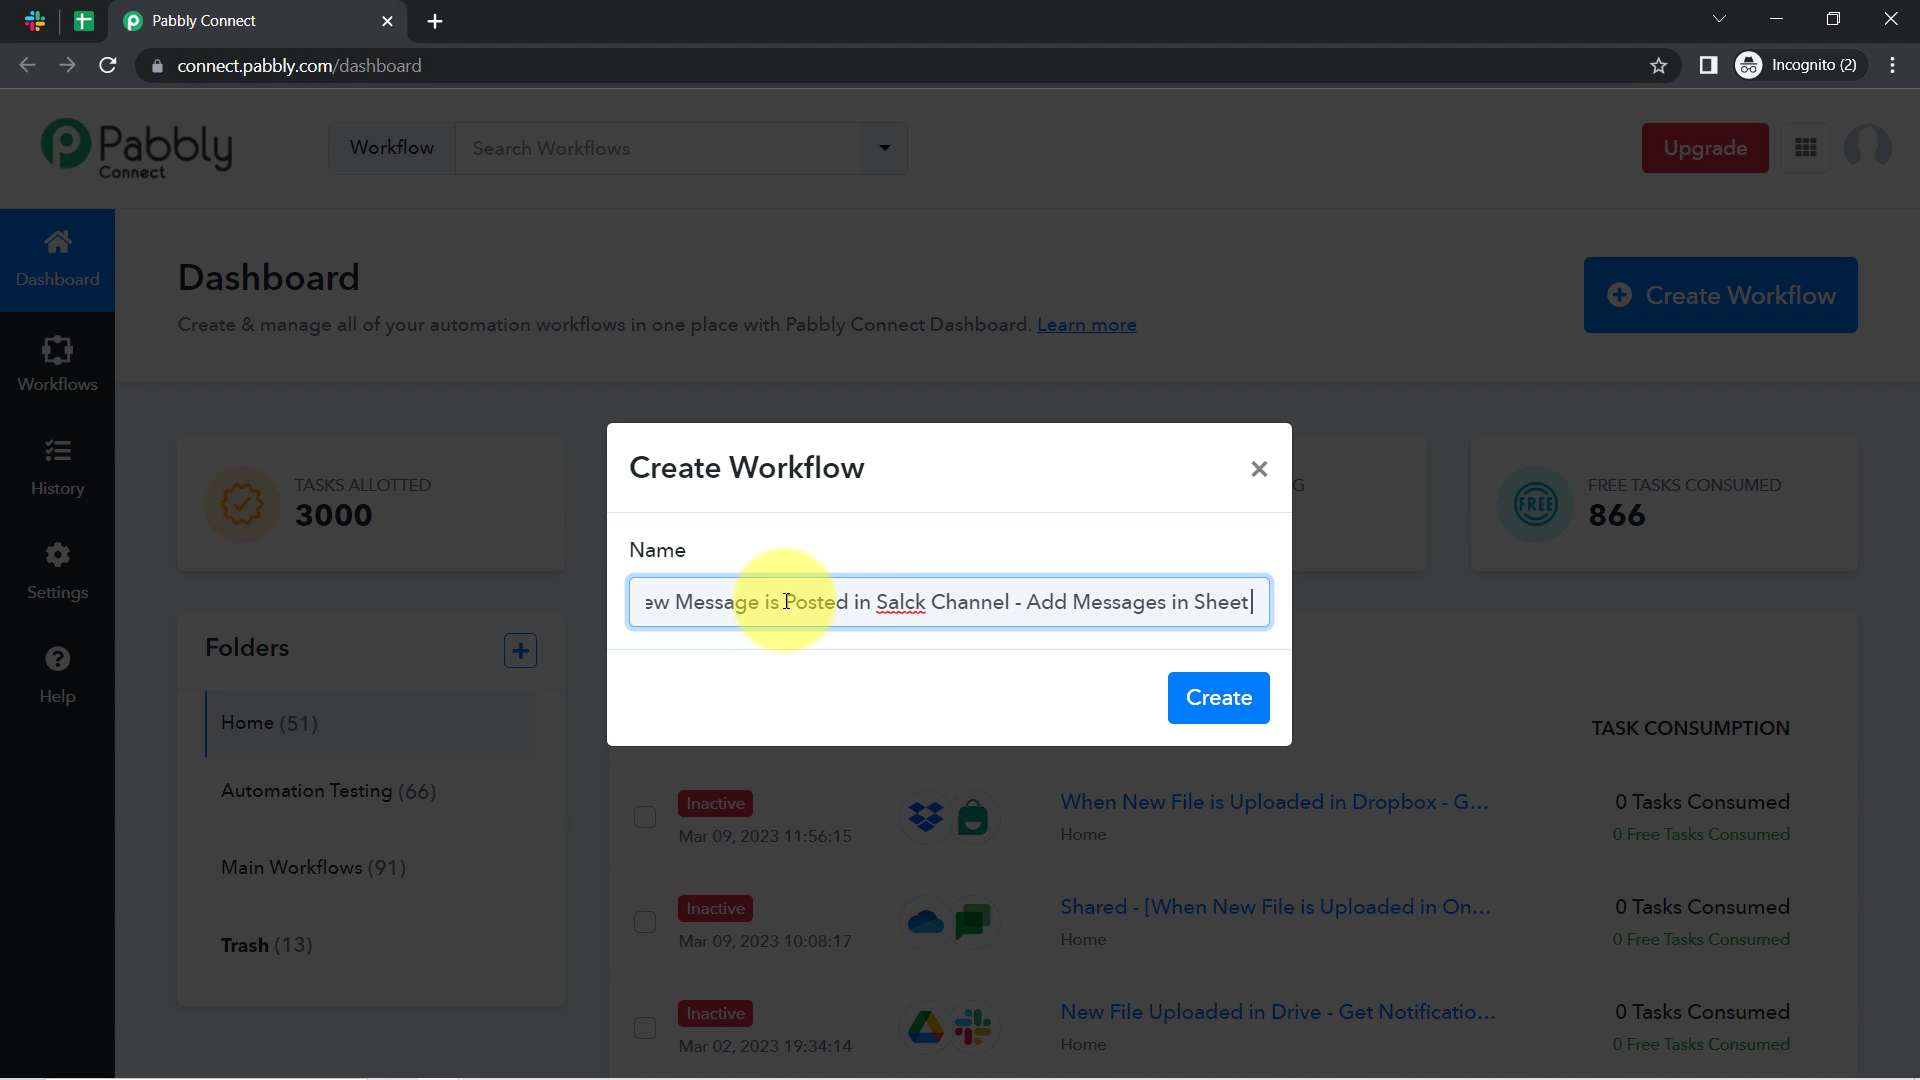 Pabbly Connect
connect.pabbly.com/dashboard
Incognito (2)
Pabbly
Connect
Workflow
Search Workflows
Upgrade
Dashboard
Workflows
History
Settings
Help
Dashboard
Create & manage all of your automation workflows in one place with Pabbly Connect Dashboard. Learn more
Create Workflow
TASKS ALLOTTED
3000
G
FREE
FREE TASKS CONSUMED
866
Create Workflow
Name
ew Message is Posted in Salck Channel - Add Messages in Sheet
Create
Folders
Home (51)
Automation Testing (66)
Main Workflows (91)
Trash (13)
TASK CONSUMPTION
Inactive
Mar 09, 2023 11:56:15
When New File is Uploaded in Dropbox - G...
Home
0 Tasks Consumed
0 Free Tasks Consumed
Inactive
Mar 09, 2023 10:08:17
Shared - [When New File is Uploaded in On...
Home
0 Tasks Consumed
0 Free Tasks Consumed
Inactive
Mar 02, 2023 19:34:14
New File Uploaded in Drive - Get Notificatio...
Home
0 Tasks Consumed
0 Free Tasks Consumed